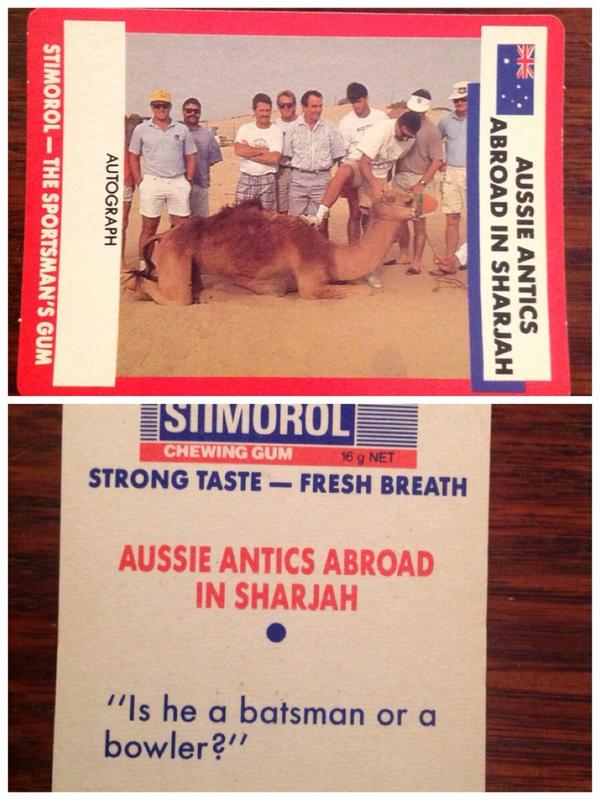 AUSSIE ANTICS
ABROAD IN SHARJAH
AUTOGRAPH
STIMOROL — THE SPORTSMAN'S GUM
STIMOROL
CHEWING GUM 16 g NET
STRONG TASTE — FRESH BREATH
AUSSIE ANTICS ABROAD
IN SHARJAH
"Is he a batsman or a
bowler?"